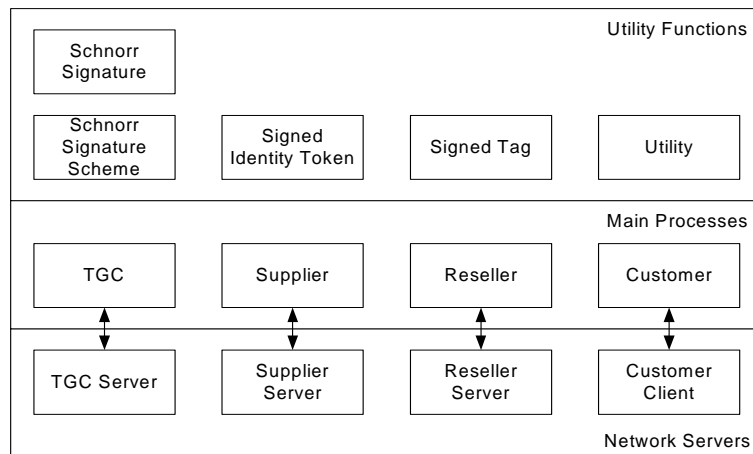 Utility Functions
Schnorr
Signature
Schnorr
Signature
Scheme
Signed
Identity Token
Signed Tag
Utility
Main Processes
TGC
Supplier
Reseller
Customer
TGC Server
Supplier
Server
Reseller
Server
Customer
Client
Network Servers